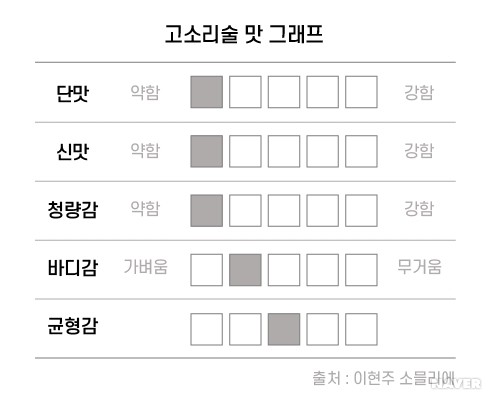 고소리술 맛 그래프
단맛 약함 강함
신맛 약함 강함
청량감 약함 강함
바디감 가벼움 무거움
균형감
출처 : 이현주 소믈리에
NAVER